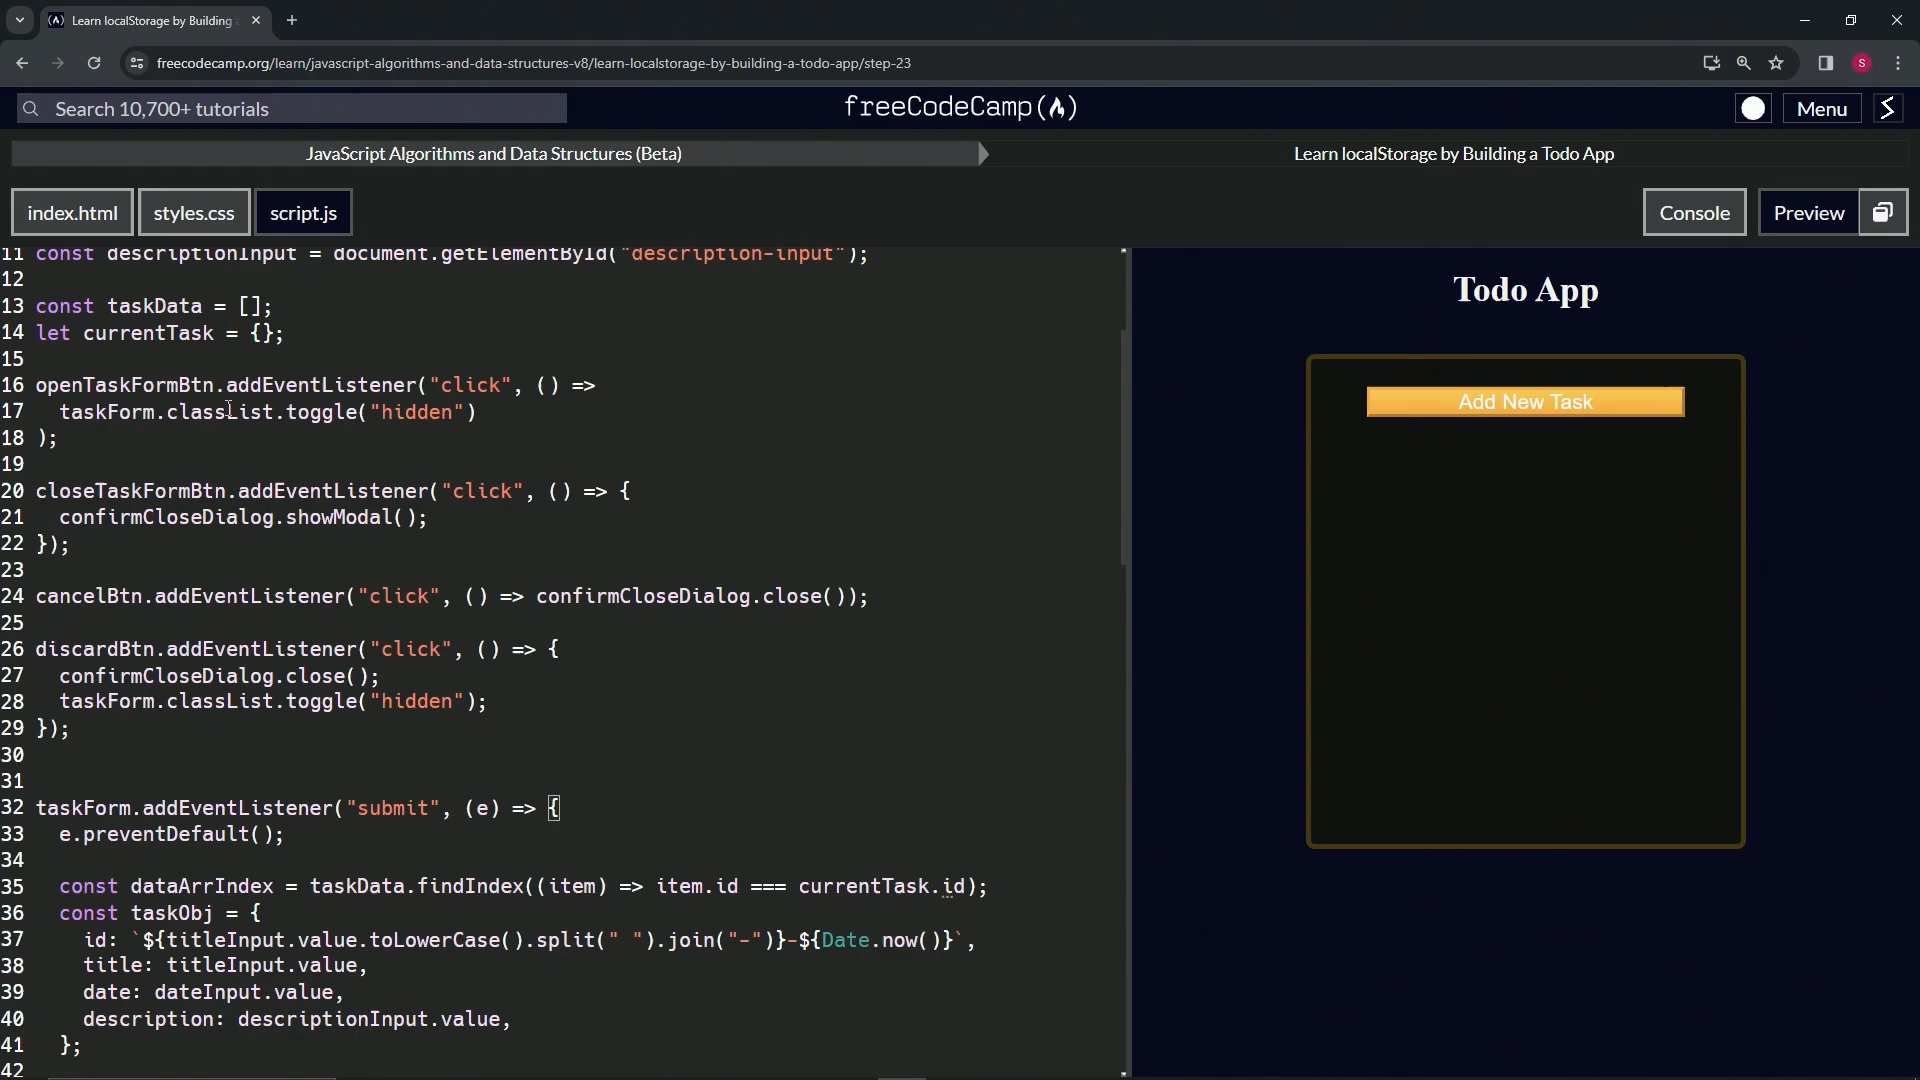 Learn localStorage by Building
freecodecamp.org/learn/javascript-algorithms-and-data-structures-v8/learn-localstorage-by-building-a-todo-app/step-23
S
Search 10,700+ tutorials
freeCodeCamp
Menu
JavaScript Algorithms and Data Structures (Beta)
Learn localStorage by Building a Todo App
index.html
styles.css
script.js
Console
Preview
11 const descriptionInput = document.getElementById("description-input");
12
13 const taskData = [];
14 let currentTask = {};
15
16 openTaskFormBtn.addEventListener("click", () =>
17   taskForm.classList.toggle("hidden")
18 );
19
20 closeTaskFormBtn.addEventListener("click", () => {
21   confirmCloseDialog.showModal();
22 });
23
24 cancelBtn.addEventListener("click", () => confirmCloseDialog.close());
25
26 discardBtn.addEventListener("click", () => {
27   confirmCloseDialog.close();
28   taskForm.classList.toggle("hidden");
29 });
30
31
32 taskForm.addEventListener("submit", (e) => {
33   e.preventDefault();
34
35   const dataArrIndex = taskData.findIndex((item) => item.id === currentTask.id);
36   const taskObj = {
37     id: `${titleInput.value.toLowerCase().split(" ").join("-")}-${Date.now()}`,
38     title: titleInput.value,
39     date: dateInput.value,
40     description: descriptionInput.value,
41   };
42
Todo App
Add New Task